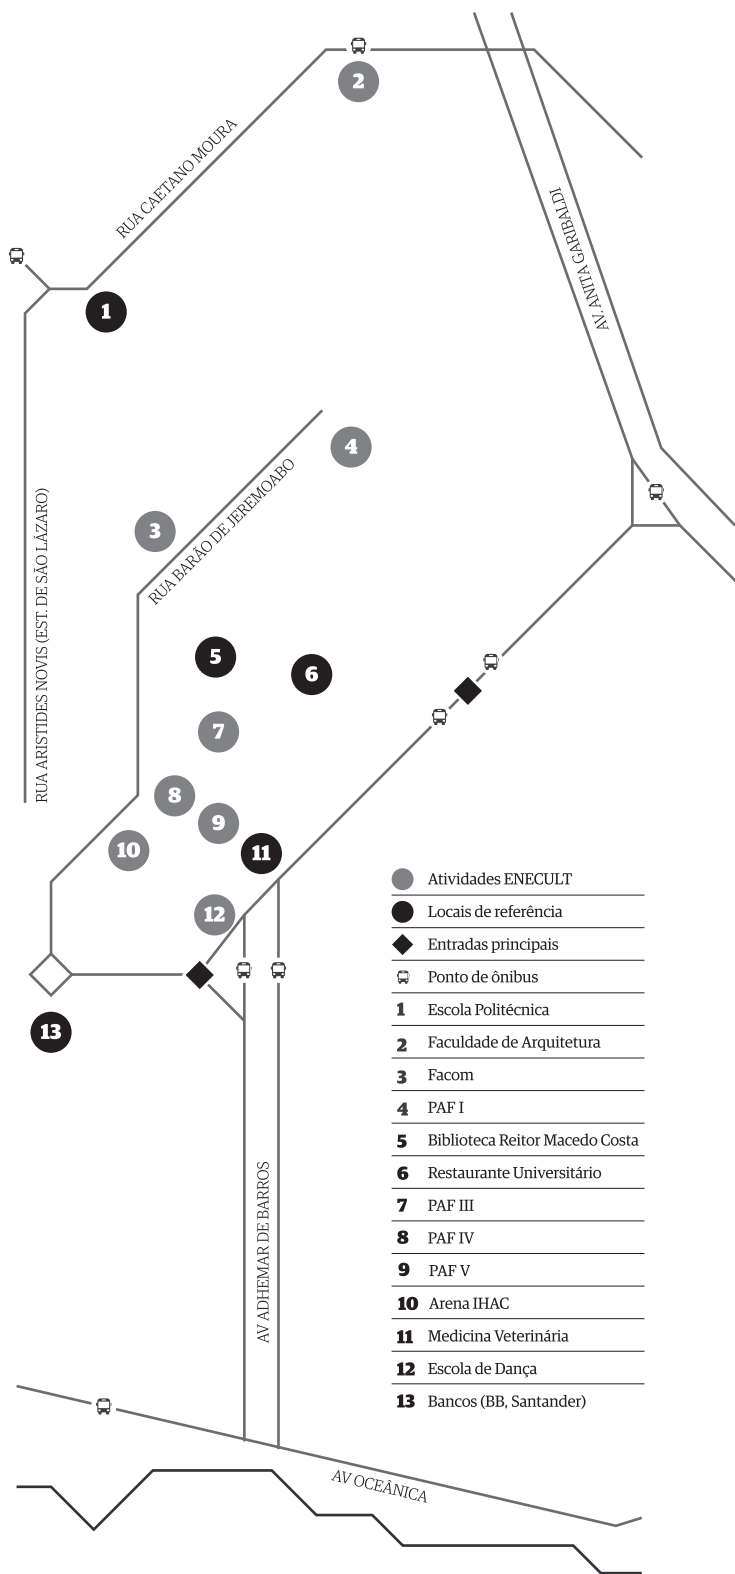 2
RUA CAETANO MOURA
AV. ANITA GARIBALDI
1
4
RUA BARÃO DE JEREMOABO
3
RUA ARISTIDES NOVIS (EST. DE SÃO LÁZARO)
5
6
7
8
9
10
11
12
13
Atividades ENECULT
Locais de referência
Entradas principais
Ponto de ônibus
1 Escola Politécnica
2 Faculdade de Arquitetura
3 Facom
4 PAF I
5 Biblioteca Reitor Macedo Costa
6 Restaurante Universitário
7 PAF III
8 PAF IV
9 PAF V
10 Arena IHAC
11 Medicina Veterinária
12 Escola de Dança
13 Bancos (BB, Santander)
AV ADHEMAR DE BARROS
AV OCEÂNICA